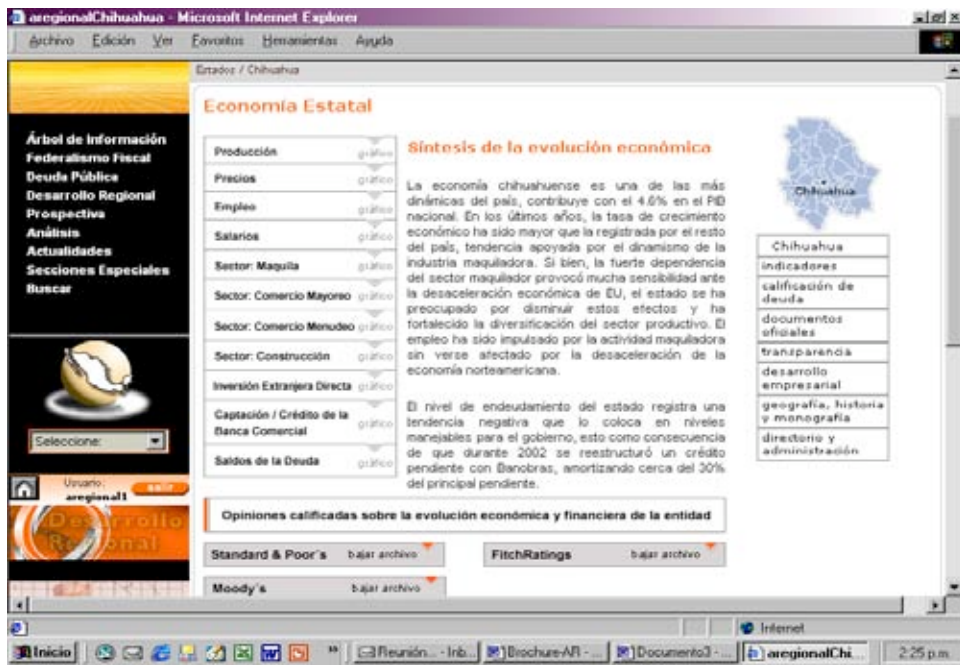 aregionalChihuahua - Microsoft Internet Explorer
Archivo Edición Ver Favoritos Herramientas Ayuda
Estados / Chihuahua
Economía Estatal
Árbol de Información
Federalismo Fiscal
Deuda Pública
Desarrollo Regional
Prospectiva
Análisis
Actualidades
Secciones Especiales
Buscar
Seleccione:
Usuario:
aregional1
salir
Desarrollo
Regional
Producción gráfico
Precios gráfico
Empleo gráfico
Salarios gráfico
Sector: Maquila gráfico
Sector: Comercio Mayoreo gráfico
Sector: Comercio Menudeo gráfico
Sector: Construcción gráfico
Inversión Extranjera Directa gráfico
Captación / Crédito de la
Banca Comercial gráfico
Saldos de la Deuda gráfico
Síntesis de la evolución económica
La economía chihuahuense es una de las más
dinámicas del país, contribuye con el 4.6% en el PIB
nacional. En los últimos años, la tasa de crecimiento
económico ha sido mayor que la registrada por el resto
del país, tendencia apoyada por el dinamismo de la
industria maquiladora. Si bien, la fuerte dependencia
del sector maquilador provocó mucha sensibilidad ante
la desaceleración económica de EU, el estado se ha
preocupado por disminuir estos efectos y ha
fortalecido la diversificación del sector productivo. El
empleo ha sido impulsado por la actividad maquiladora
sin verse afectado por la desaceleración de la
economía norteamericana.
El nivel de endeudamiento del estado registra una
tendencia negativa que lo coloca en niveles
manejables para el gobierno, esto como consecuencia
de que durante 2002 se reestructuró un crédito
pendiente con Banobras, amortizando cerca del 30%
del principal pendiente.
Chihuahua
Chihuahua
indicadores
calificación de
deuda
documentos
oficiales
transparencia
desarrollo
empresarial
geografía, historia
y monografía
directorio y
administración
Opiniones calificadas sobre la evolución económica y financiera de la entidad
Standard & Poor´s bajar archivo
FitchRatings bajar archivo
Moody´s bajar archivo
Internet
Inicio
Reunión... - Inb...
Brochure-AR - ...
Documento3 - ...
aregionalChi...
2:25 p.m.